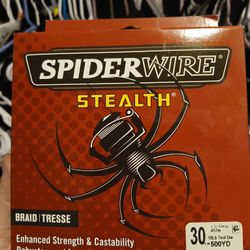 SPIDERWIRE®
STEALTH®
BRAID|TRESSE
Enhanced Strength & Castability
30
500YD